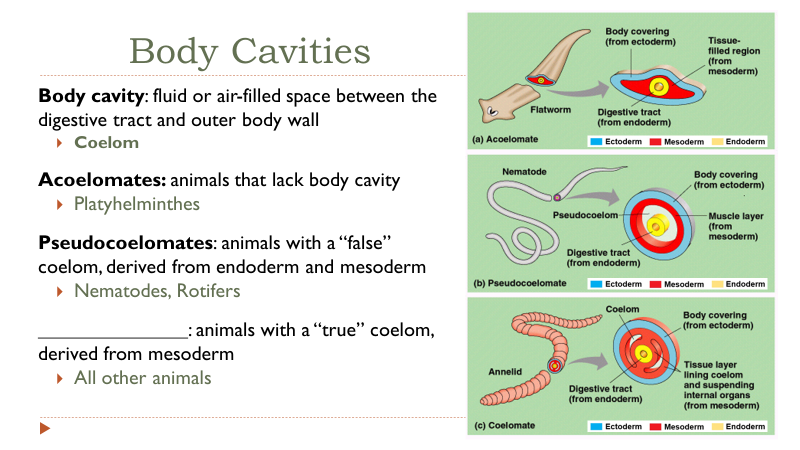 Body Cavities
Body cavity: fluid or air-filled space between the
digestive tract and outer body wall
Coelom
Acoelomates: animals that lack body cavity
Platyhelminthes
Pseudocoelomates: animals with a “false”
coelom, derived from endoderm and mesoderm
Nematodes, Rotifers
_______________: animals with a “true” coelom,
derived from mesoderm
All other animals
Body covering
(from ectoderm)
Tissue-
filled region
(from
mesoderm)
Flatworm
Digestive tract
(from endoderm)
(a) Acoelomate
Ectoderm Mesoderm Endoderm
Nematode
Body covering
(from ectoderm)
Pseudocoelom
Muscle layer
(from
mesoderm)
Digestive tract
(from endoderm)
(b) Pseudocoelomate
Ectoderm Mesoderm Endoderm
Coelom
Body covering
(from ectoderm)
Annelid
Tissue layer
lining coelom
and suspending
internal organs
(from mesoderm)
Digestive tract
(from endoderm)
(c) Coelomate
Ectoderm Mesoderm Endoderm